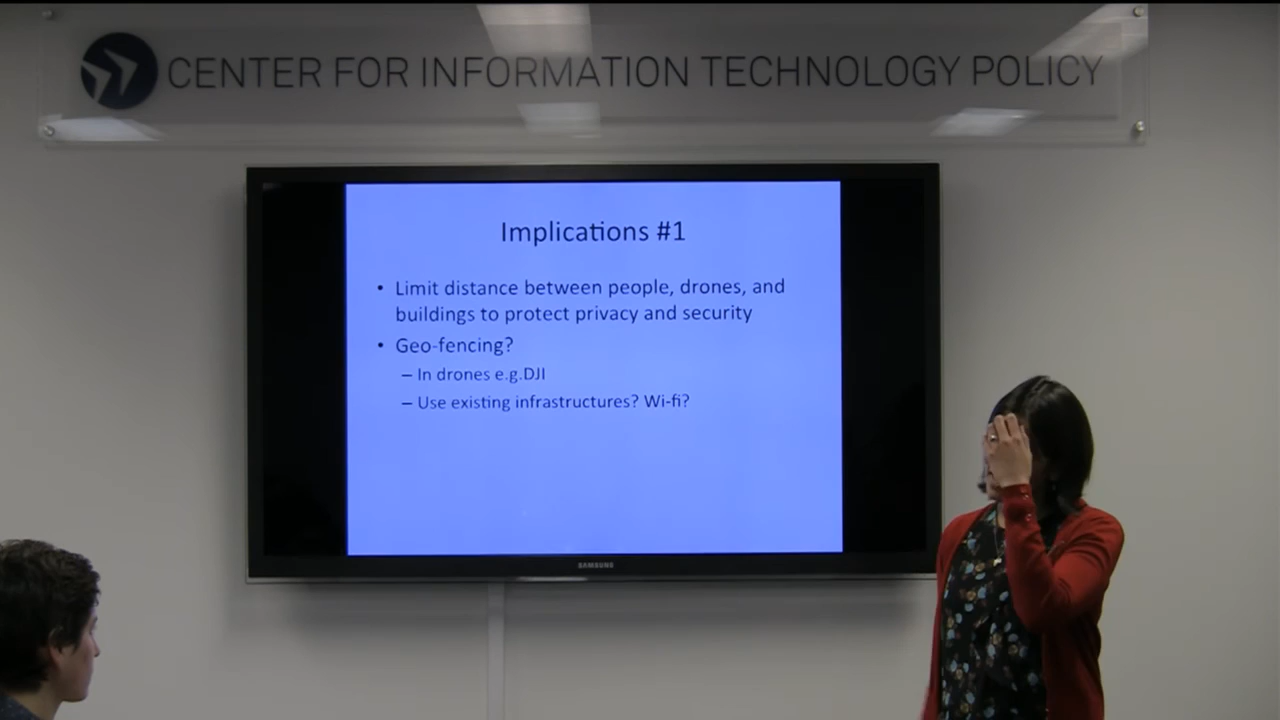 CENTER FOR INFORMATION TECHNOLOGY POLICY
Implications #1
• Limit distance between people, drones, and
buildings to protect privacy and security
• Geo-fencing?
– In drones e.g.DJI
– Use existing infrastructures? Wi-fi?
SAMSUNG